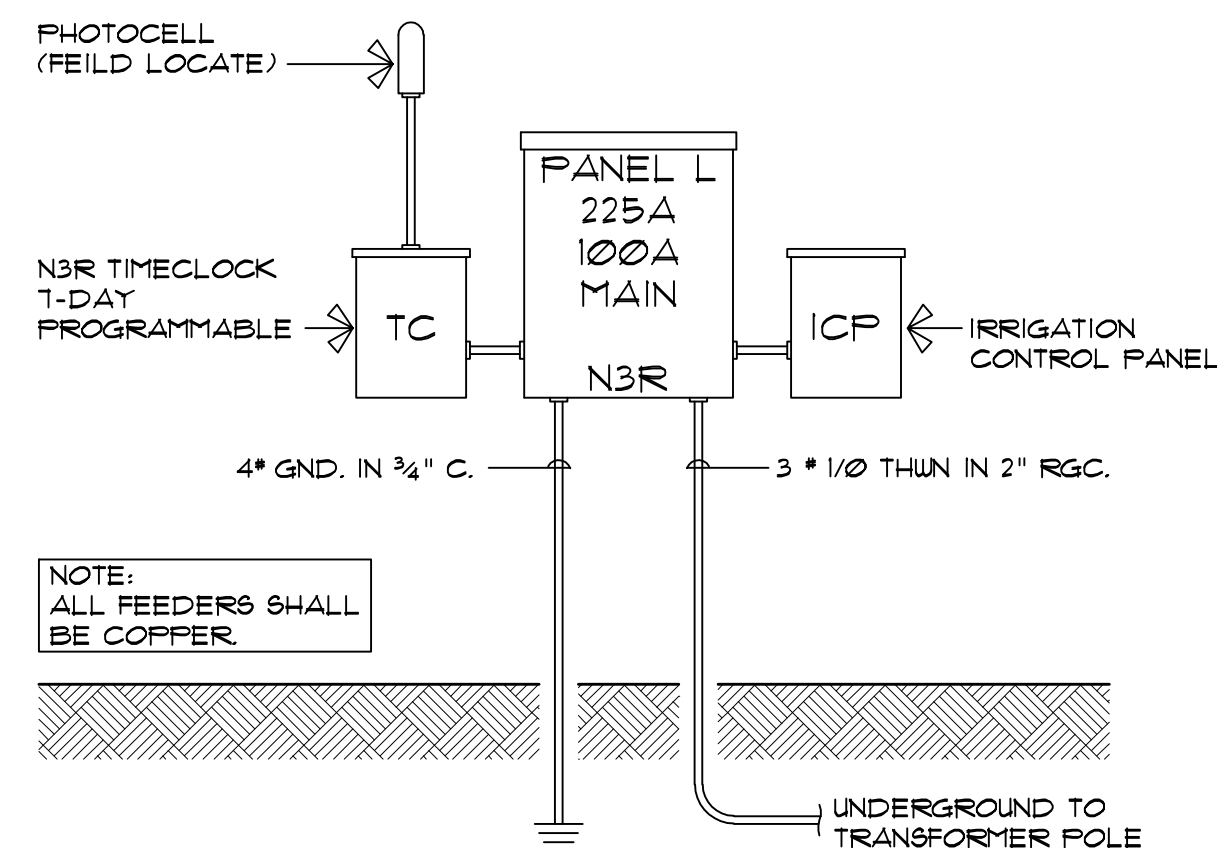 PHOTOCELL
(FEILD LOCATE)
PANEL L
225A
100A
MAIN
N3R
N3R TIMECLOCK
7-DAY
PROGRAMMABLE
TC
ICP
IRRIGATION
CONTROL PANEL
4# GND. IN 3/4" C.
3 # 1/0 THWN IN 2" RGC.
NOTE:
ALL FEEDERS SHALL
BE COPPER.
UNDERGROUND TO
TRANSFORMER POLE